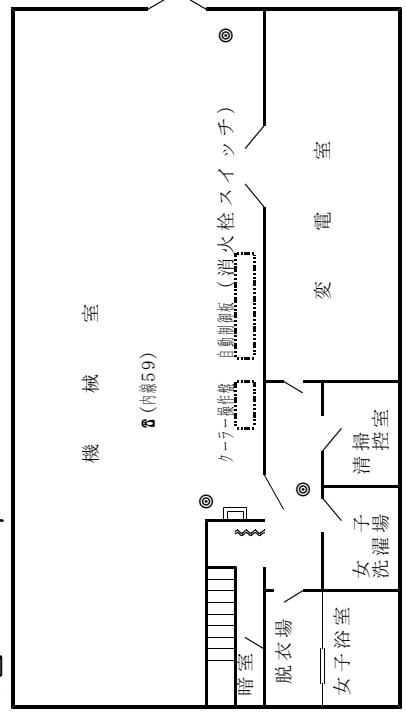 機械室
☎(内線59)
クーラー操作盤
自動制御板
(消火栓スイッチ)
変電室
清掃
控室
女子
洗濯場
暗室
脱衣場
女子浴室